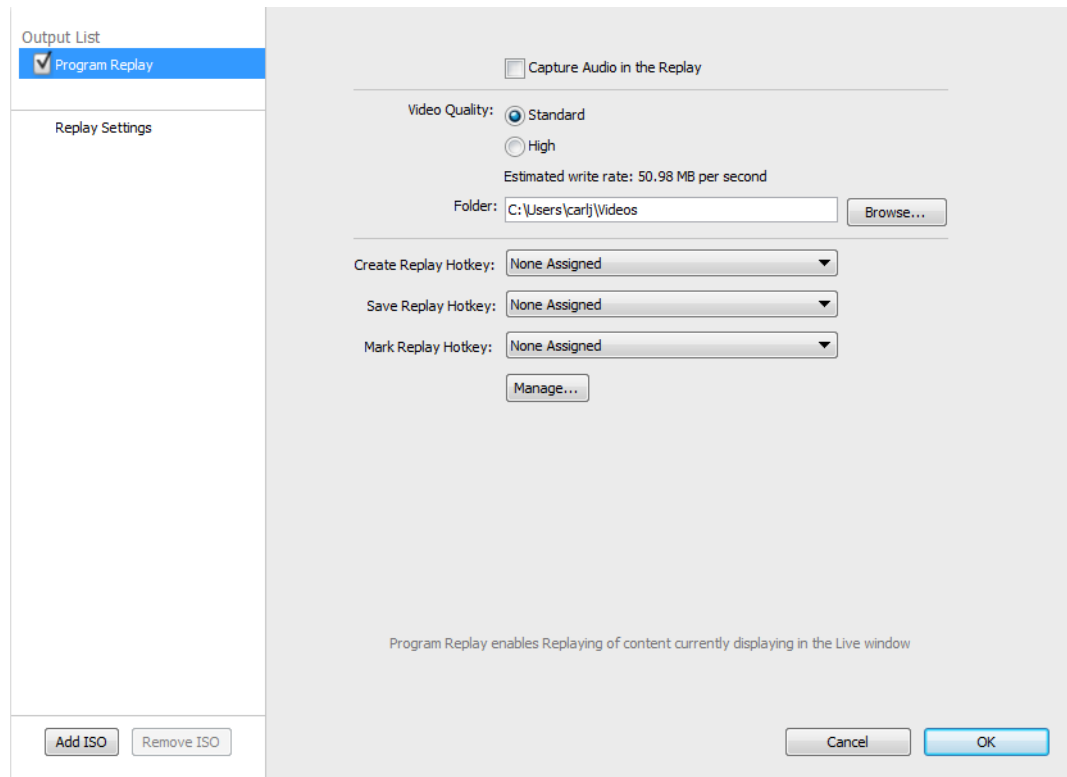 Output List
Program Replay
Replay Settings
Add ISO
Remove ISO
Capture Audio in the Replay
Video Quality:
Standard
High
Estimated write rate: 50.98 MB per second
Folder: C:\Users\carlj\Videos Browse...
Create Replay Hotkey: None Assigned
Save Replay Hotkey: None Assigned
Mark Replay Hotkey: None Assigned
Manage...
Program Replay enables Replaying of content currently displaying in the Live window
Cancel
OK